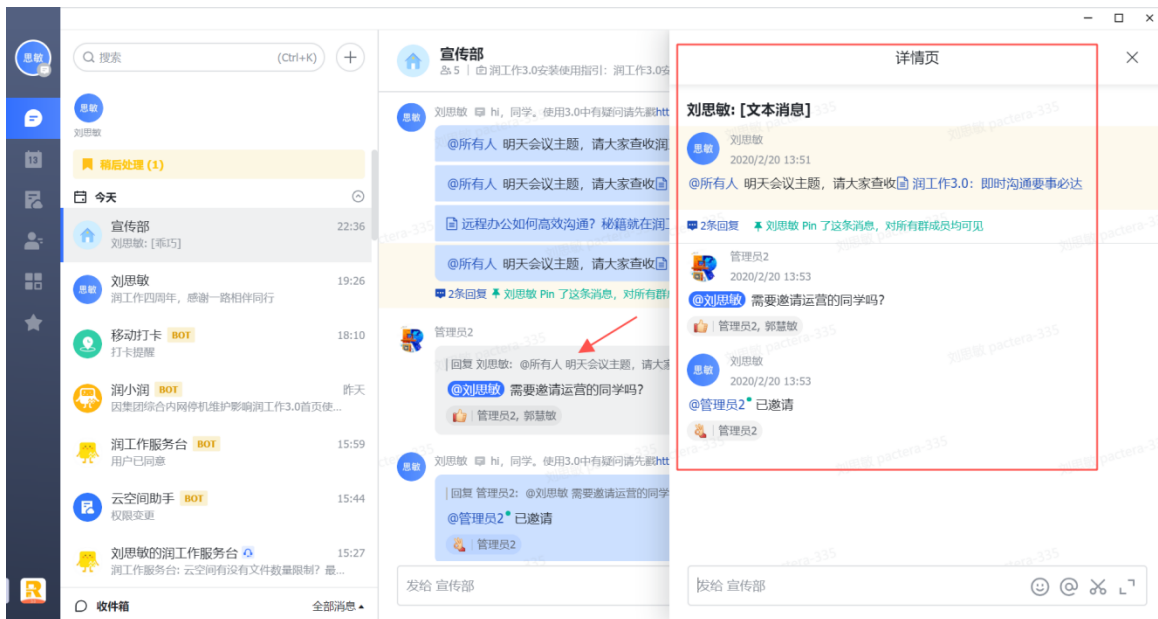 思敏
搜索 (Ctrl+K)
思敏
刘思敏
稍后处理 (1)
今天
宣传部 22:36
刘思敏: [乖巧]
思敏
刘思敏 19:26
润工作四周年，感谢一路相伴同行
移动打卡 BOT 18:10
打卡提醒
润小润 BOT 昨天
因集团综合内网停机维护影响润工作3.0首页使...
润工作服务台 BOT 15:59
用户已同意
云空间助手 BOT 15:44
权限变更
刘思敏的润工作服务台 15:27
润工作服务台: 云空间有没有文件数量限制？最...
收件箱 全部消息
13
宣传部
5 | 润工作3.0安装使用指引：润工作3.0安
思敏
刘思敏 hi，同学。使用3.0中有疑问请先戳htt
@所有人 明天会议主题，请大家查收润
@所有人 明天会议主题，请大家查收
远程办公如何高效沟通？秘籍就在润
@所有人 明天会议主题，请大家查收
2条回复 刘思敏 Pin 了这条消息，对所有群
管理员2
回复 刘思敏：@所有人 明天会议主题，请大
@刘思敏 需要邀请运营的同学吗?
管理员2, 郭慧敏
思敏
刘思敏 hi，同学。使用3.0中有疑问请先戳htt
回复 管理员2：@刘思敏 需要邀请运营的同学
@管理员2 已邀请
管理员2
发给 宣传部
详情页
刘思敏: [文本消息]
思敏
刘思敏
2020/2/20 13:51
@所有人 明天会议主题，请大家查收 润工作3.0：即时沟通要事必达
2条回复 刘思敏 Pin 了这条消息，对所有群成员均可见
管理员2
2020/2/20 13:53
@刘思敏 需要邀请运营的同学吗?
管理员2, 郭慧敏
思敏
刘思敏
2020/2/20 13:53
@管理员2 已邀请
管理员2
发给 宣传部
刘思敏 pactera-335